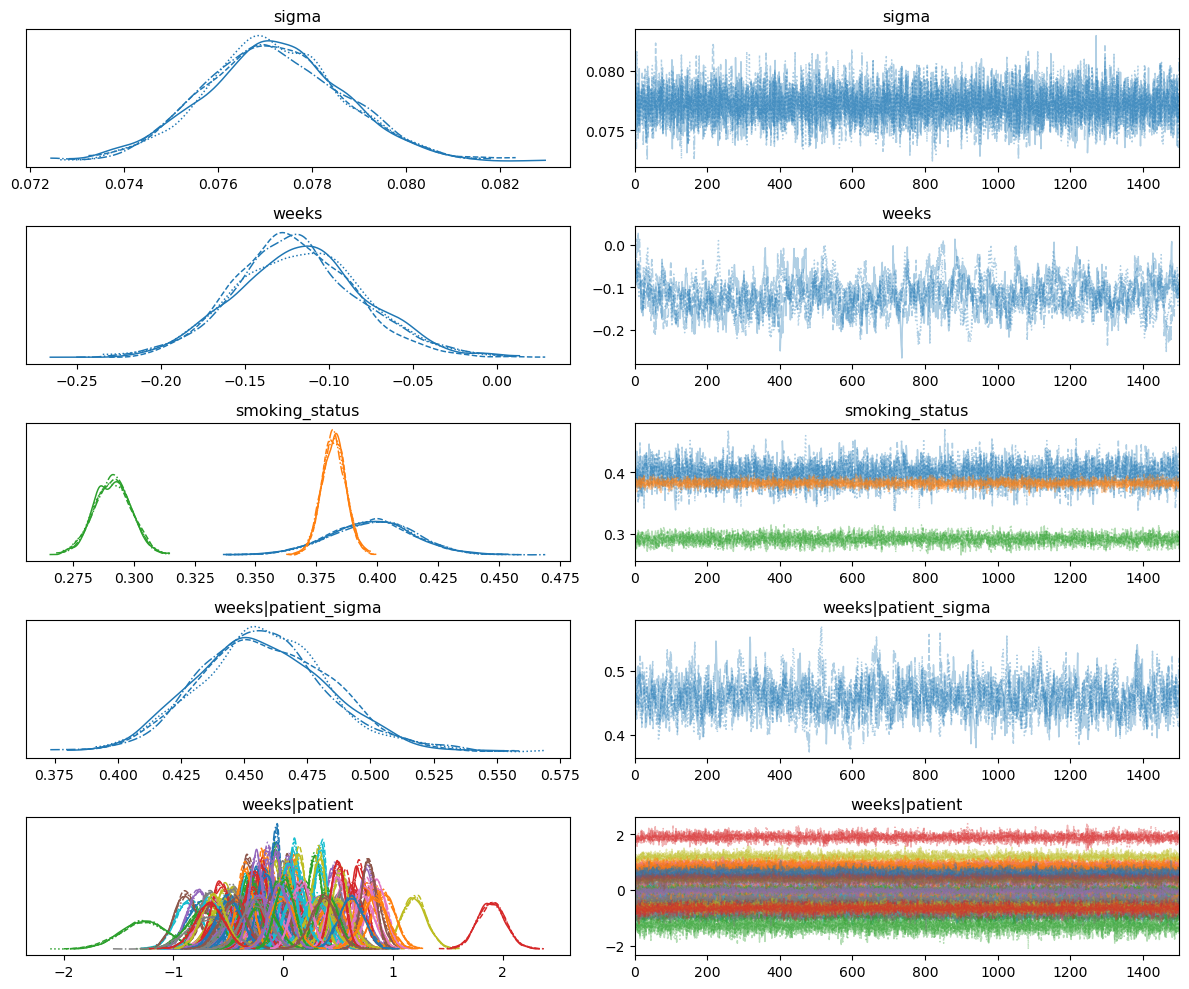 sigma
sigma
0.080
0.075
0.072 0.074 0.076 0.078 0.080 0.082
0 200 400 600 800 1000 1200 1400
weeks
weeks
0.0
−0.1
−0.2
−0.25 −0.20 −0.15 −0.10 −0.05 0.00
0 200 400 600 800 1000 1200 1400
smoking_status
smoking_status
0.4
0.3
0.275 0.300 0.325 0.350 0.375 0.400 0.425 0.450 0.475
0 200 400 600 800 1000 1200 1400
weeks|patient_sigma
weeks|patient_sigma
0.5
0.4
0.375 0.400 0.425 0.450 0.475 0.500 0.525 0.550 0.575
0 200 400 600 800 1000 1200 1400
weeks|patient
weeks|patient
2
0
−2
−2 −1 0 1 2
0 200 400 600 800 1000 1200 1400